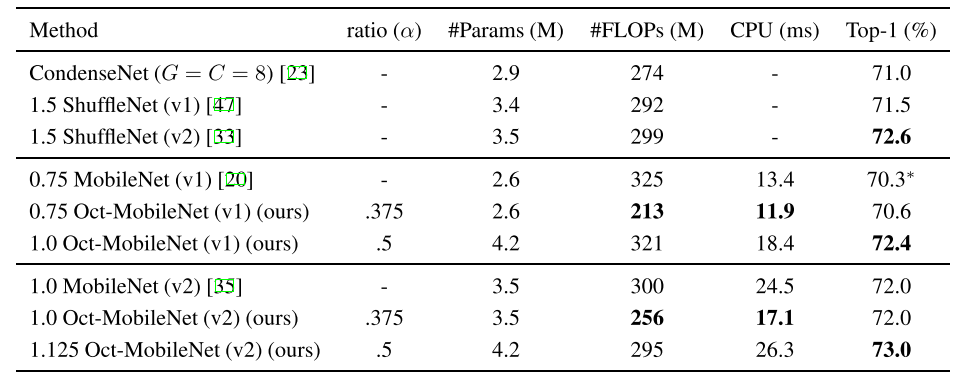 Method ratio (α) #Params (M) #FLOPs (M) CPU (ms) Top-1 (%)
CondenseNet (G = C = 8) [23] - 2.9 274 - 71.0
1.5 ShuffleNet (v1) [47] - 3.4 292 - 71.5
1.5 ShuffleNet (v2) [33] - 3.5 299 - 72.6
0.75 MobileNet (v1) [20] - 2.6 325 13.4 70.3*
0.75 Oct-MobileNet (v1) (ours) .375 2.6 213 11.9 70.6
1.0 Oct-MobileNet (v1) (ours) .5 4.2 321 18.4 72.4
1.0 MobileNet (v2) [35] - 3.5 300 24.5 72.0
1.0 Oct-MobileNet (v2) (ours) .375 3.5 256 17.1 72.0
1.125 Oct-MobileNet (v2) (ours) .5 4.2 295 26.3 73.0